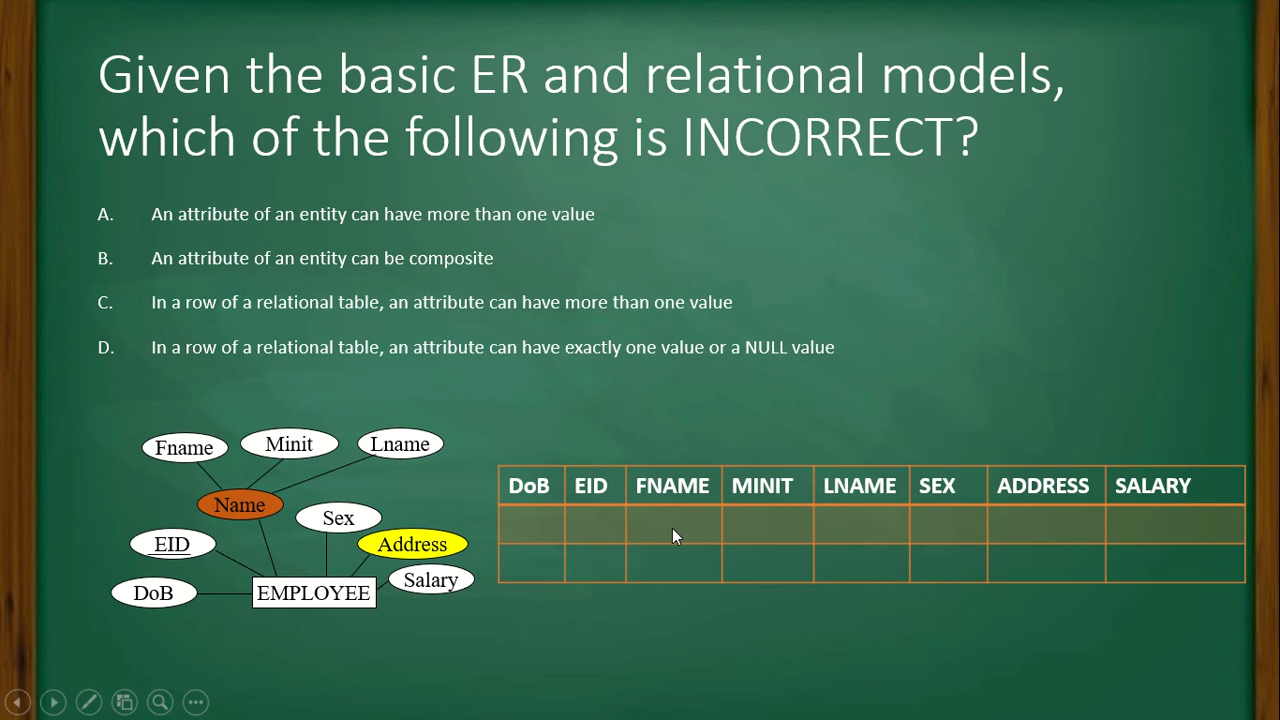 Given the basic ER and relational models,
which of the following is INCORRECT?
A. An attribute of an entity can have more than one value
B. An attribute of an entity can be composite
C. In a row of a relational table, an attribute can have more than one value
D. In a row of a relational table, an attribute can have exactly one value or a NULL value
Fname Minit Lname
Name
Sex
EID Address
Salary
DoB EMPLOYEE
DoB EID FNAME MINIT LNAME SEX ADDRESS SALARY